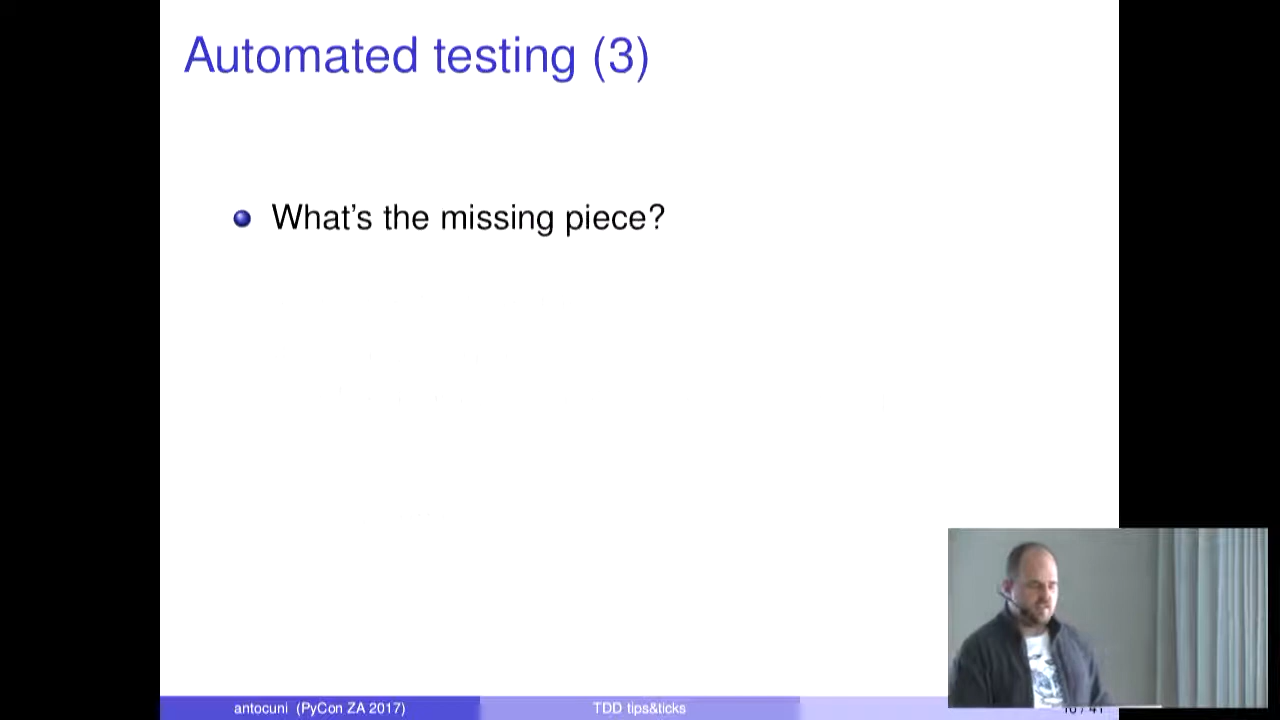 Automated testing (3)
What's the missing piece?
antocuni (PyCon ZA 2017)
TDD tips&ticks